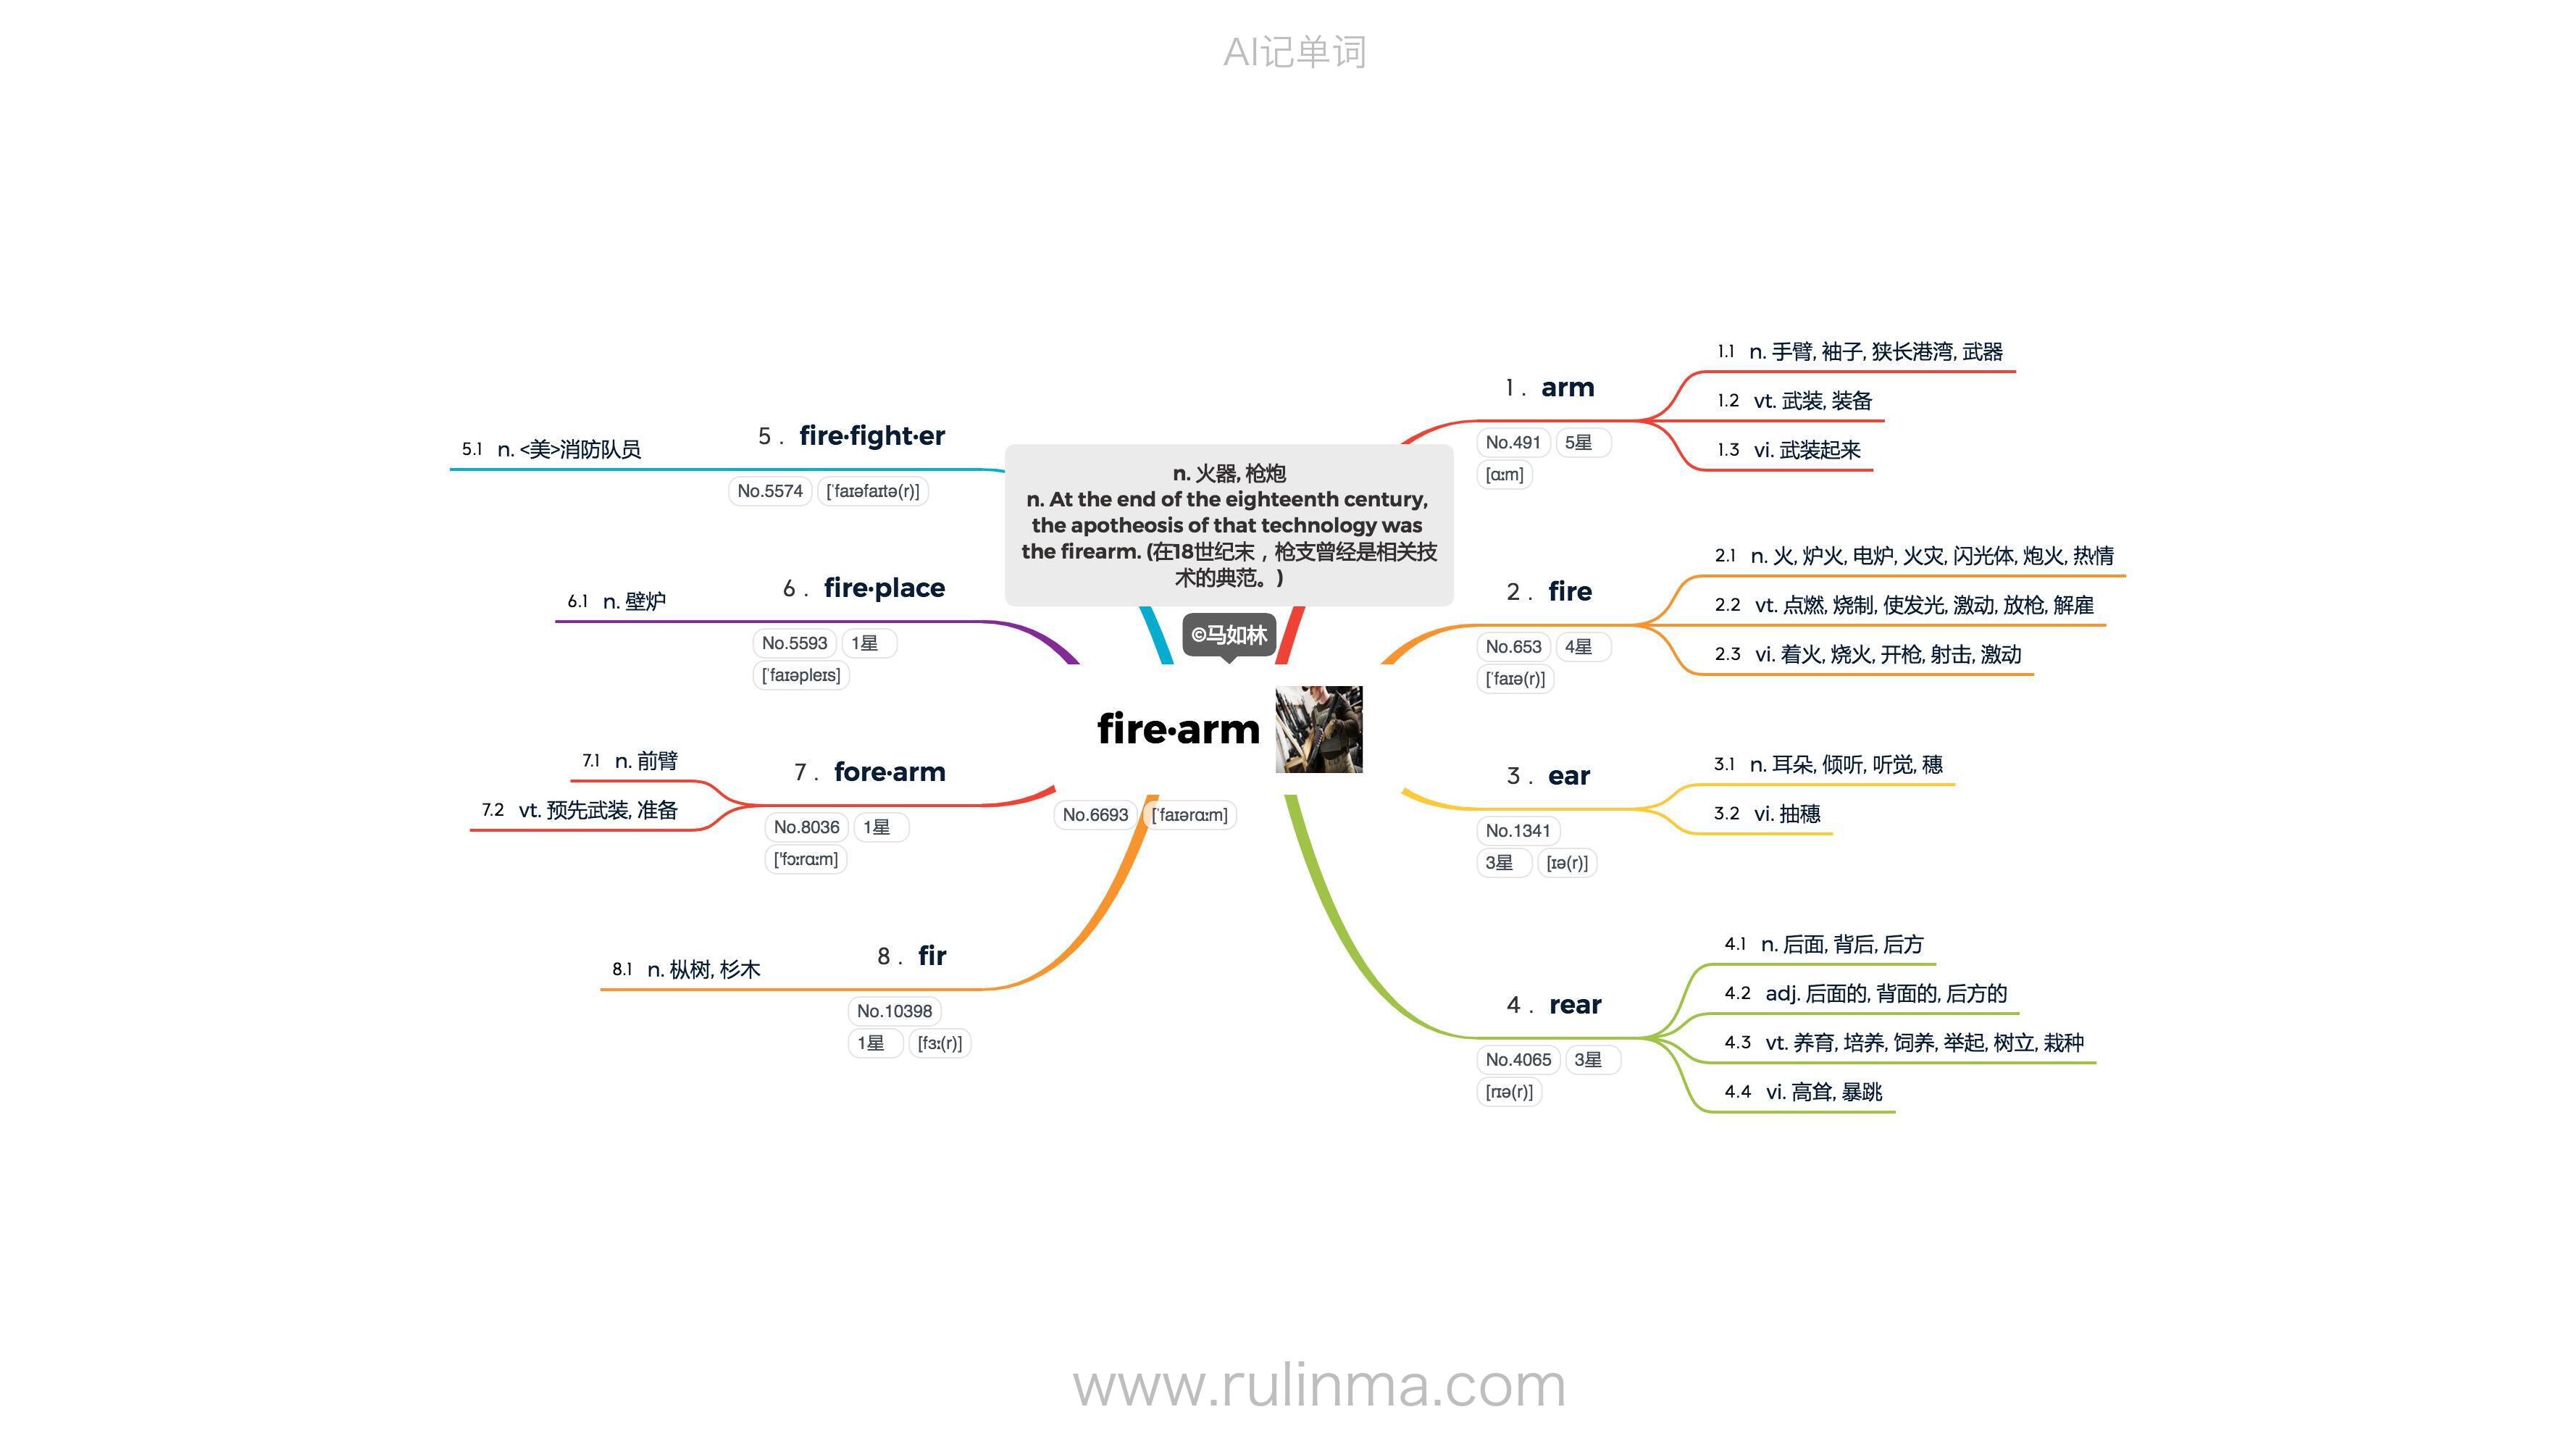 AI记单词
n. 火器, 枪炮
n. At the end of the eighteenth century,
the apotheosis of that technology was
the firearm. (在18世纪末，枪支曾经是相关技
术的典范。)
©马如林
fire·arm
No.6693 [ˈfaɪərɑːm]
1. arm
No.491 5星
[ɑːm]
1.1 n. 手臂, 袖子, 狭长港湾, 武器
1.2 vt. 武装, 装备
1.3 vi. 武装起来
2. fire
No.653 4星
[ˈfaɪə(r)]
2.1 n. 火, 炉火, 电炉, 火灾, 闪光体, 炮火, 热情
2.2 vt. 点燃, 烧制, 使发光, 激动, 放枪, 解雇
2.3 vi. 着火, 烧火, 开枪, 射击, 激动
3. ear
No.1341
3星 [ɪə(r)]
3.1 n. 耳朵, 倾听, 听觉, 穗
3.2 vi. 抽穗
4. rear
No.4065 3星
[rɪə(r)]
4.1 n. 后面, 背后, 后方
4.2 adj. 后面的, 背面的, 后方的
4.3 vt. 养育, 培养, 饲养, 举起, 树立, 栽种
4.4 vi. 高耸, 暴跳
5. fire·fight·er
No.5574 [ˈfaɪəfaɪtə(r)]
5.1 n. <美>消防队员
6. fire·place
No.5593 1星
[ˈfaɪəpleɪs]
6.1 n. 壁炉
7. fore·arm
No.8036 1星
[ˈfɔːrɑːm]
7.1 n. 前臂
7.2 vt. 预先武装, 准备
8. fir
No.10398
1星 [fɜː(r)]
8.1 n. 枞树, 杉木
www.rulinma.com